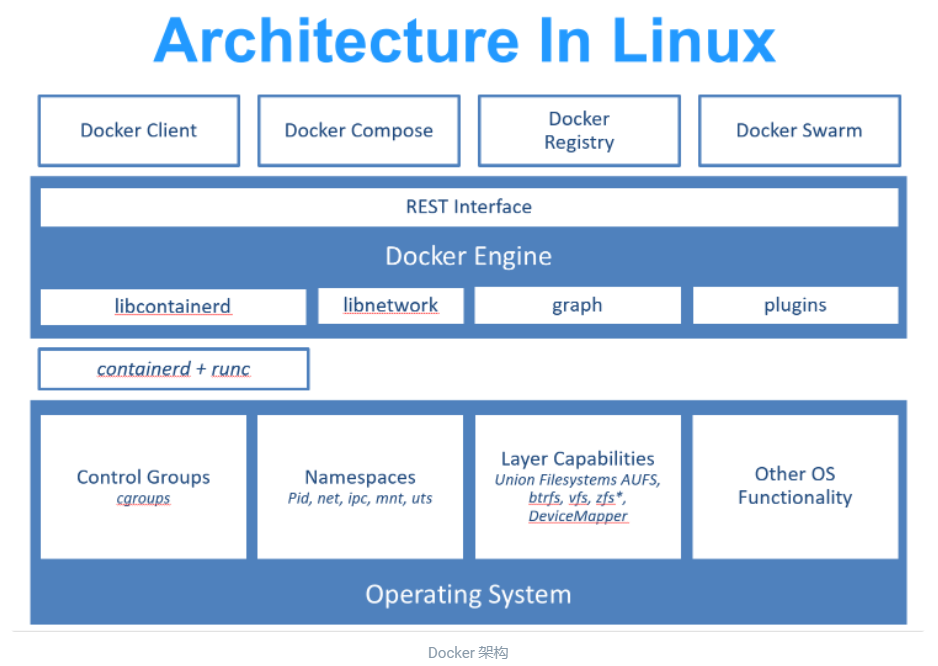 Architecture In Linux
Docker Client
Docker Compose
Docker
Registry
Docker Swarm
REST Interface
Docker Engine
libcontainerd
libnetwork
graph
plugins
containerd + runc
Control Groups
cgroups
Namespaces
Pid, net, ipc, mnt, uts
Layer Capabilities
Union Filesystems AUFS,
btrfs, vfs, zfs*,
DeviceMapper
Other OS
Functionality
Operating System
Docker 架构